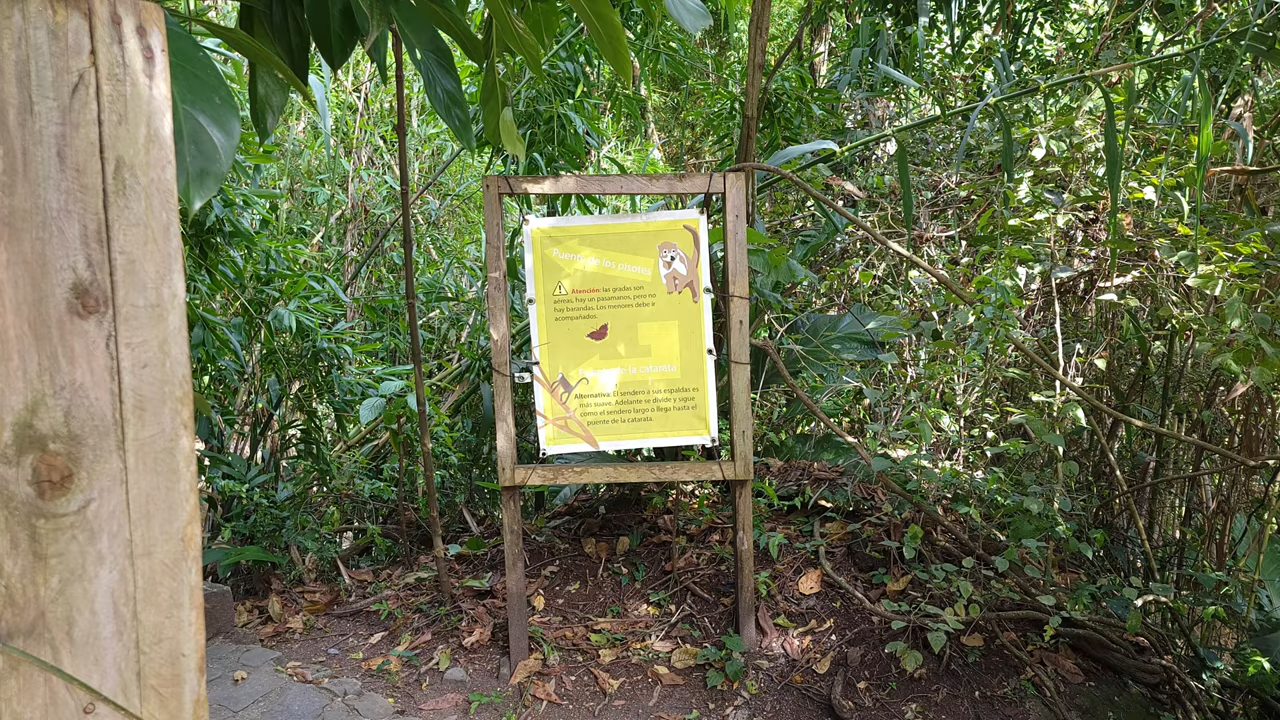 Puente de los pisotes
Atención: las gradas son
aéreas, hay un pasamanos, pero no
hay barandas. Los menores debe ir
acompañados.
de la catarata
Alternativa: El sendero a sus espaldas es
más suave. Adelante se divide y sigue
como el sendero largo o llega hasta el
puente de la catarata.